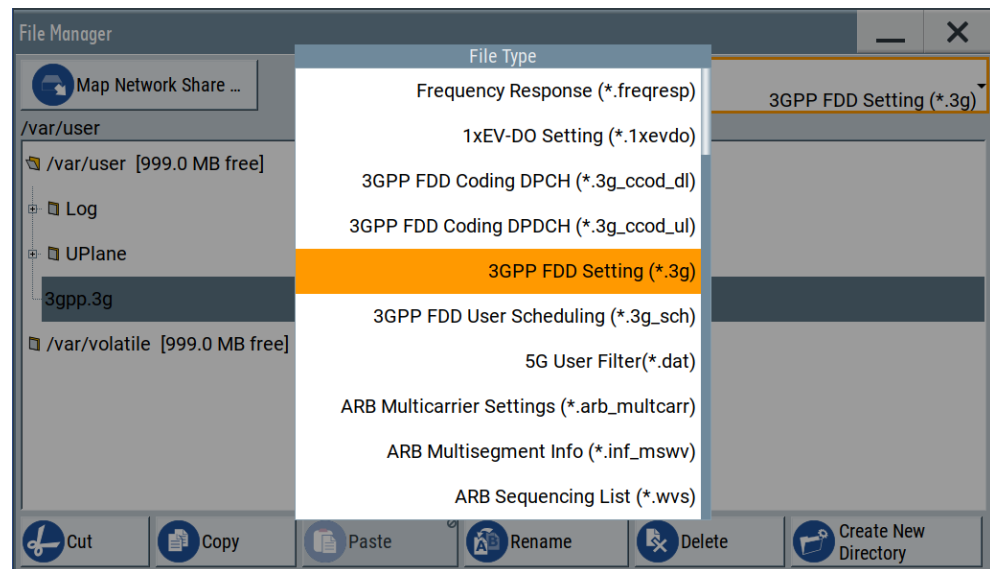 File Manager
File Type
Map Network Share ...
3GPP FDD Setting (*.3g)
/var/user
/var/user [999.0 MB free]
Log
UPlane
3gpp.3g
/var/volatile [999.0 MB free]
Frequency Response (*.freqresp)
1xEV-DO Setting (*.1xevdo)
3GPP FDD Coding DPCH (*.3g_ccod_dl)
3GPP FDD Coding DPDCH (*.3g_ccod_ul)
3GPP FDD Setting (*.3g)
3GPP FDD User Scheduling (*.3g_sch)
5G User Filter(*.dat)
ARB Multicarrier Settings (*.arb_multcarr)
ARB Multisegment Info (*.inf_mswv)
ARB Sequencing List (*.wvs)
Cut
Copy
Paste
Rename
Delete
Create New
Directory